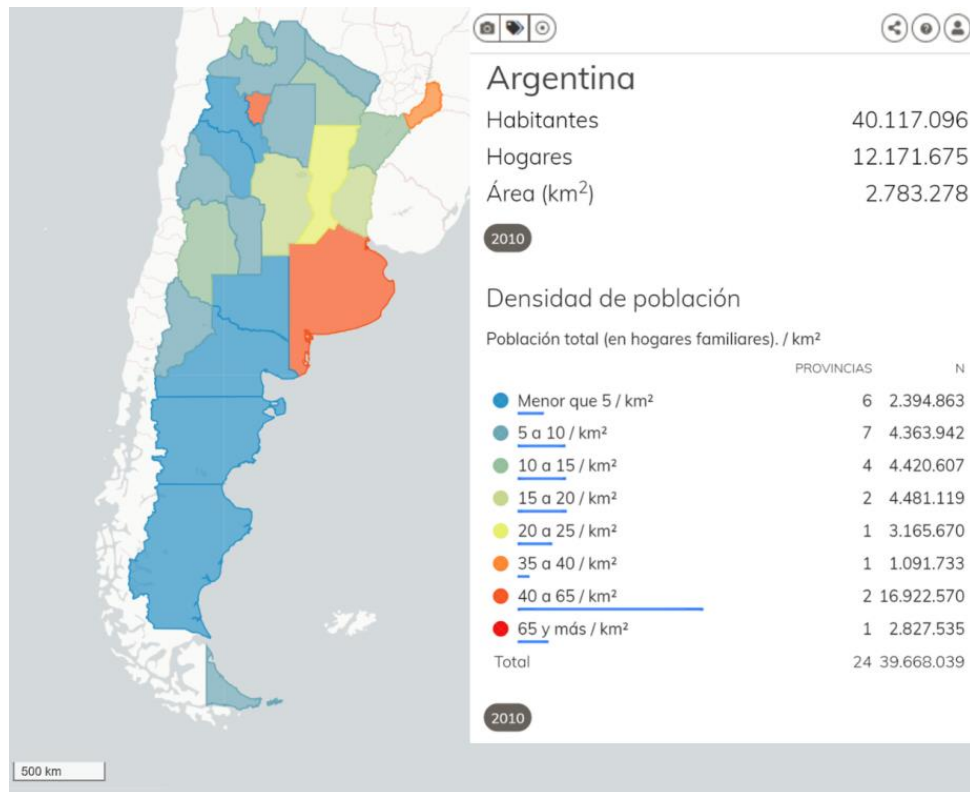 Argentina
Habitantes 40.117.096
Hogares 12.171.675
Área (km²) 2.783.278
2010
Densidad de población
Población total (en hogares familiares). / km²
PROVINCIAS N
Menor que 5 / km² 6 2.394.863
5 a 10 / km² 7 4.363.942
10 a 15 / km² 4 4.420.607
15 a 20 / km² 2 4.481.119
20 a 25 / km² 1 3.165.670
35 a 40 / km² 1 1.091.733
40 a 65 / km² 2 16.922.570
65 y más / km² 1 2.827.535
Total 24 39.668.039
2010
500 km